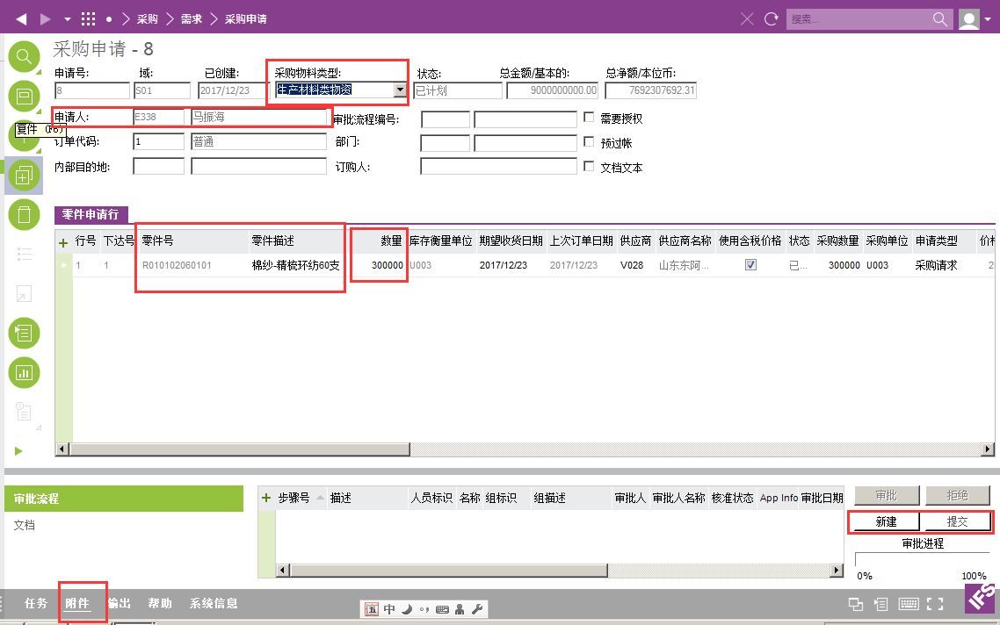 采购 需求 采购申请 搜索...
采购申请 - 8
申请号: 域: 已创建: 采购物料类型: 状态: 总金额/基本的: 总净额/本位币:
8 S01 2017/12/23 生产材料类物资 已计划 9000000000.00 7692307692.31
申请人: E338 马振海 审批流程编号: 需要授权
复件 (F6)
订单代码: 1 普通 部门: 预过帐
内部目的地: 订购人: 文档文本
零件申请行
行号 下达号 零件号 零件描述 数量 库存衡量单位 期望收货日期 上次订单日期 供应商 供应商名称 使用含税价格 状态 采购数量 采购单位 申请类型
1 1 R010102060101 棉纱-精梳环纺60支 300000 U003 2017/12/23 2017/12/23 V028 山东东阿... 已... 300000 U003 采购请求
审批流程
文档
步骤号 描述 人员标识 名称 组标识 组描述 审批人 审批人名称 核准状态 App Info 审批日期
审批 拒绝
新建 提交
审批进程
0% 100%
任务 附件 输出 帮助 系统信息
五 中
IFS